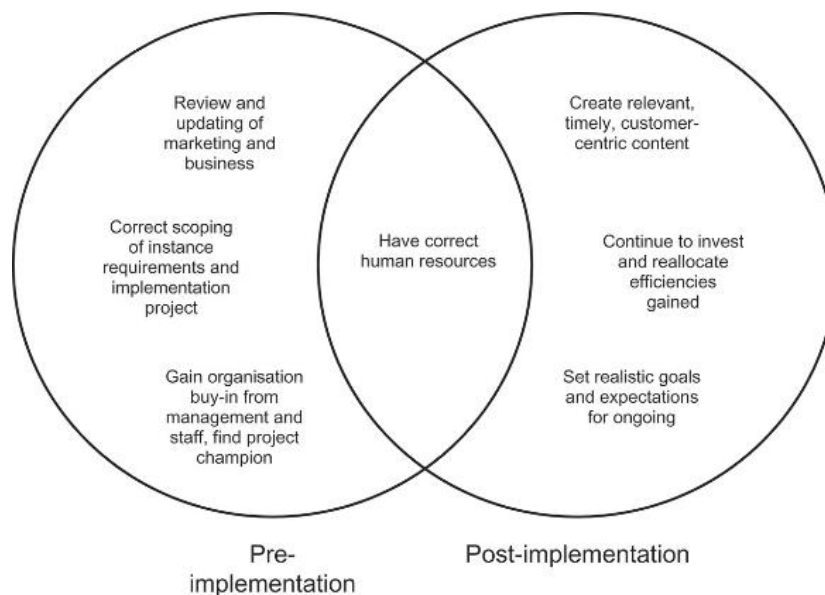 Review and
updating of
marketing and
business
Correct scoping
of instance
requirements and
implementation
project
Gain organisation
buy-in from
management and
staff, find project
champion
Have correct
human resources
Create relevant,
timely, customer-
centric content
Continue to invest
and reallocate
efficiencies
gained
Set realistic goals
and expectations
for ongoing
Pre-
implementation
Post-implementation